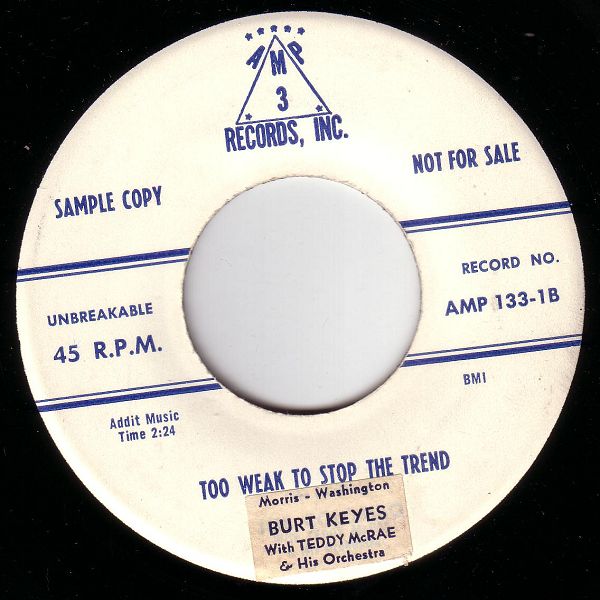 AMP
3
RECORDS, INC.
SAMPLE COPY
NOT FOR SALE
UNBREAKABLE
45 R.P.M.
RECORD NO.
AMP 133-1B
BMI
Addit Music
Time 2:24
TOO WEAK TO STOP THE TREND
Morris - Washington
BURT KEYES
With TEDDY McRAE
& His Orchestra